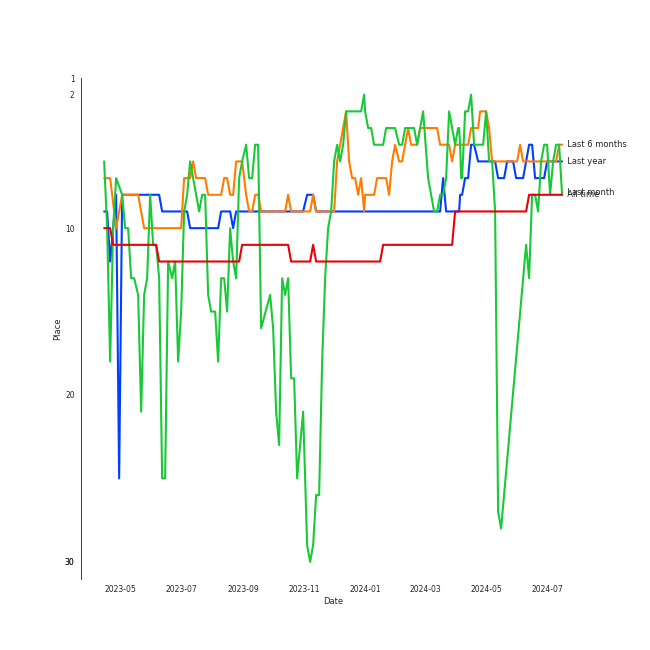 1
2
10
20
30
Place
2023-05
2023-07
2023-09
2023-11
2024-01
2024-03
2024-05
2024-07
Date
Last 6 months
Last year
Last month
All time